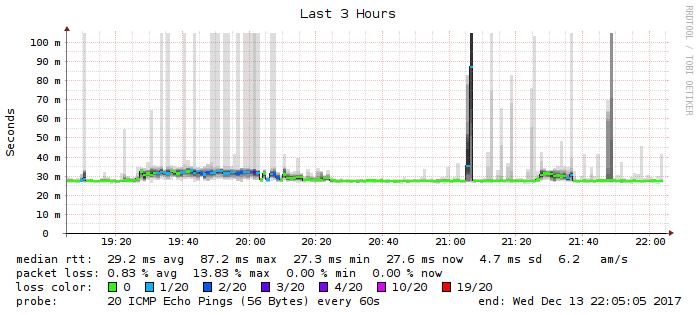 Last 3 Hours
RRDTOOL / TOBI OETIKER
Seconds
100 m
90 m
80 m
70 m
60 m
50 m
40 m
30 m
20 m
10 m
0
19:20 19:40 20:00 20:20 20:40 21:00 21:20 21:40 22:00
median rtt: 29.2 ms avg 87.2 ms max 27.3 ms min 27.6 ms now 4.7 ms sd 6.2 am/s
packet loss: 0.83 % avg 13.83 % max 0.00 % min 0.00 % now
loss color: 0 1/20 2/20 3/20 4/20 10/20 19/20
probe: 20 ICMP Echo Pings (56 Bytes) every 60s end: Wed Dec 13 22:05:05 2017